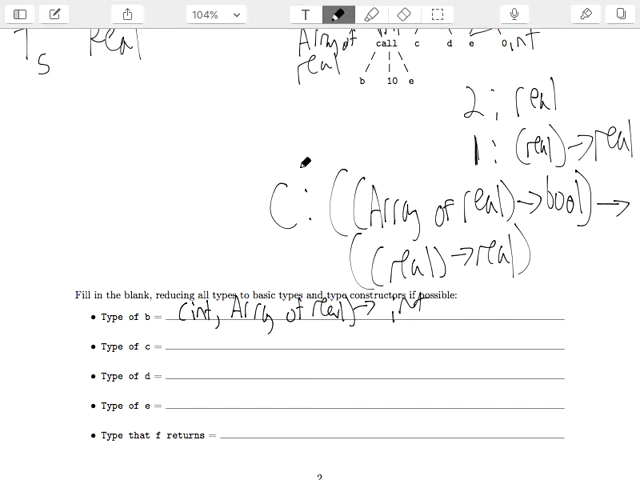 104%
T
5
real
Array of
real
call c d e 0
int
b 10 e
2: real
1: (real) → real
C: ((Array of real) → bool) →
((real) → real)
Fill in the blank, reducing all types to basic types and type constructors if possible:
• Type of b = (int, Array of real) → int
• Type of c =
• Type of d =
• Type of e =
• Type that f returns =
2